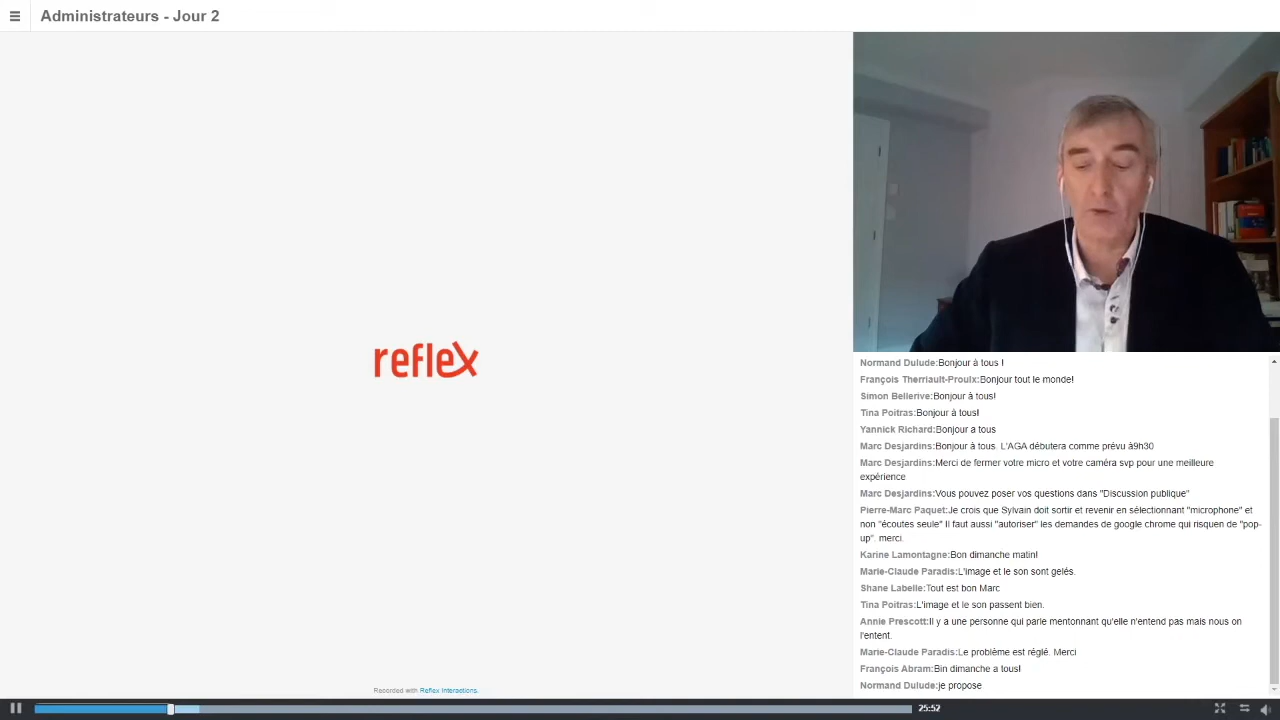 Administrateurs - Jour 2
reflex
Normand Dulude:Bonjour à tous !
François Therriault-Proulx:Bonjour tout le monde!
Simon Bellerive:Bonjour à tous!
Tina Poitras:Bonjour à tous!
Yannick Richard:Bonjour a tous
Marc Desjardins:Bonjour à tous. L'AGA débutera comme prévu à9h30
Marc Desjardins:Merci de fermer votre micro et votre caméra svp pour une meilleure
expérience
Marc Desjardins:Vous pouvez poser vos questions dans "Discussion publique"
Pierre-Marc Paquet:Je crois que Sylvain doit sortir et revenir en sélectionnant "microphone" et
non "écoutes seule" Il faut aussi "autoriser" les demandes de google chrome qui risquen de "pop-
up". merci.
Karine Lamontagne:Bon dimanche matin!
Marie-Claude Paradis:L'image et le son sont gelés.
Shane Labelle:Tout est bon Marc
Tina Poitras:L'image et le son passent bien.
Annie Prescott:Il y a une personne qui parle mentonnant qu'elle n'entend pas mais nous on
l'entent.
Marie-Claude Paradis:Le problème est réglé. Merci
François Abram:Bin dimanche a tous!
Normand Dulude:je propose
Recorded with Reflex Interactions.
25:52